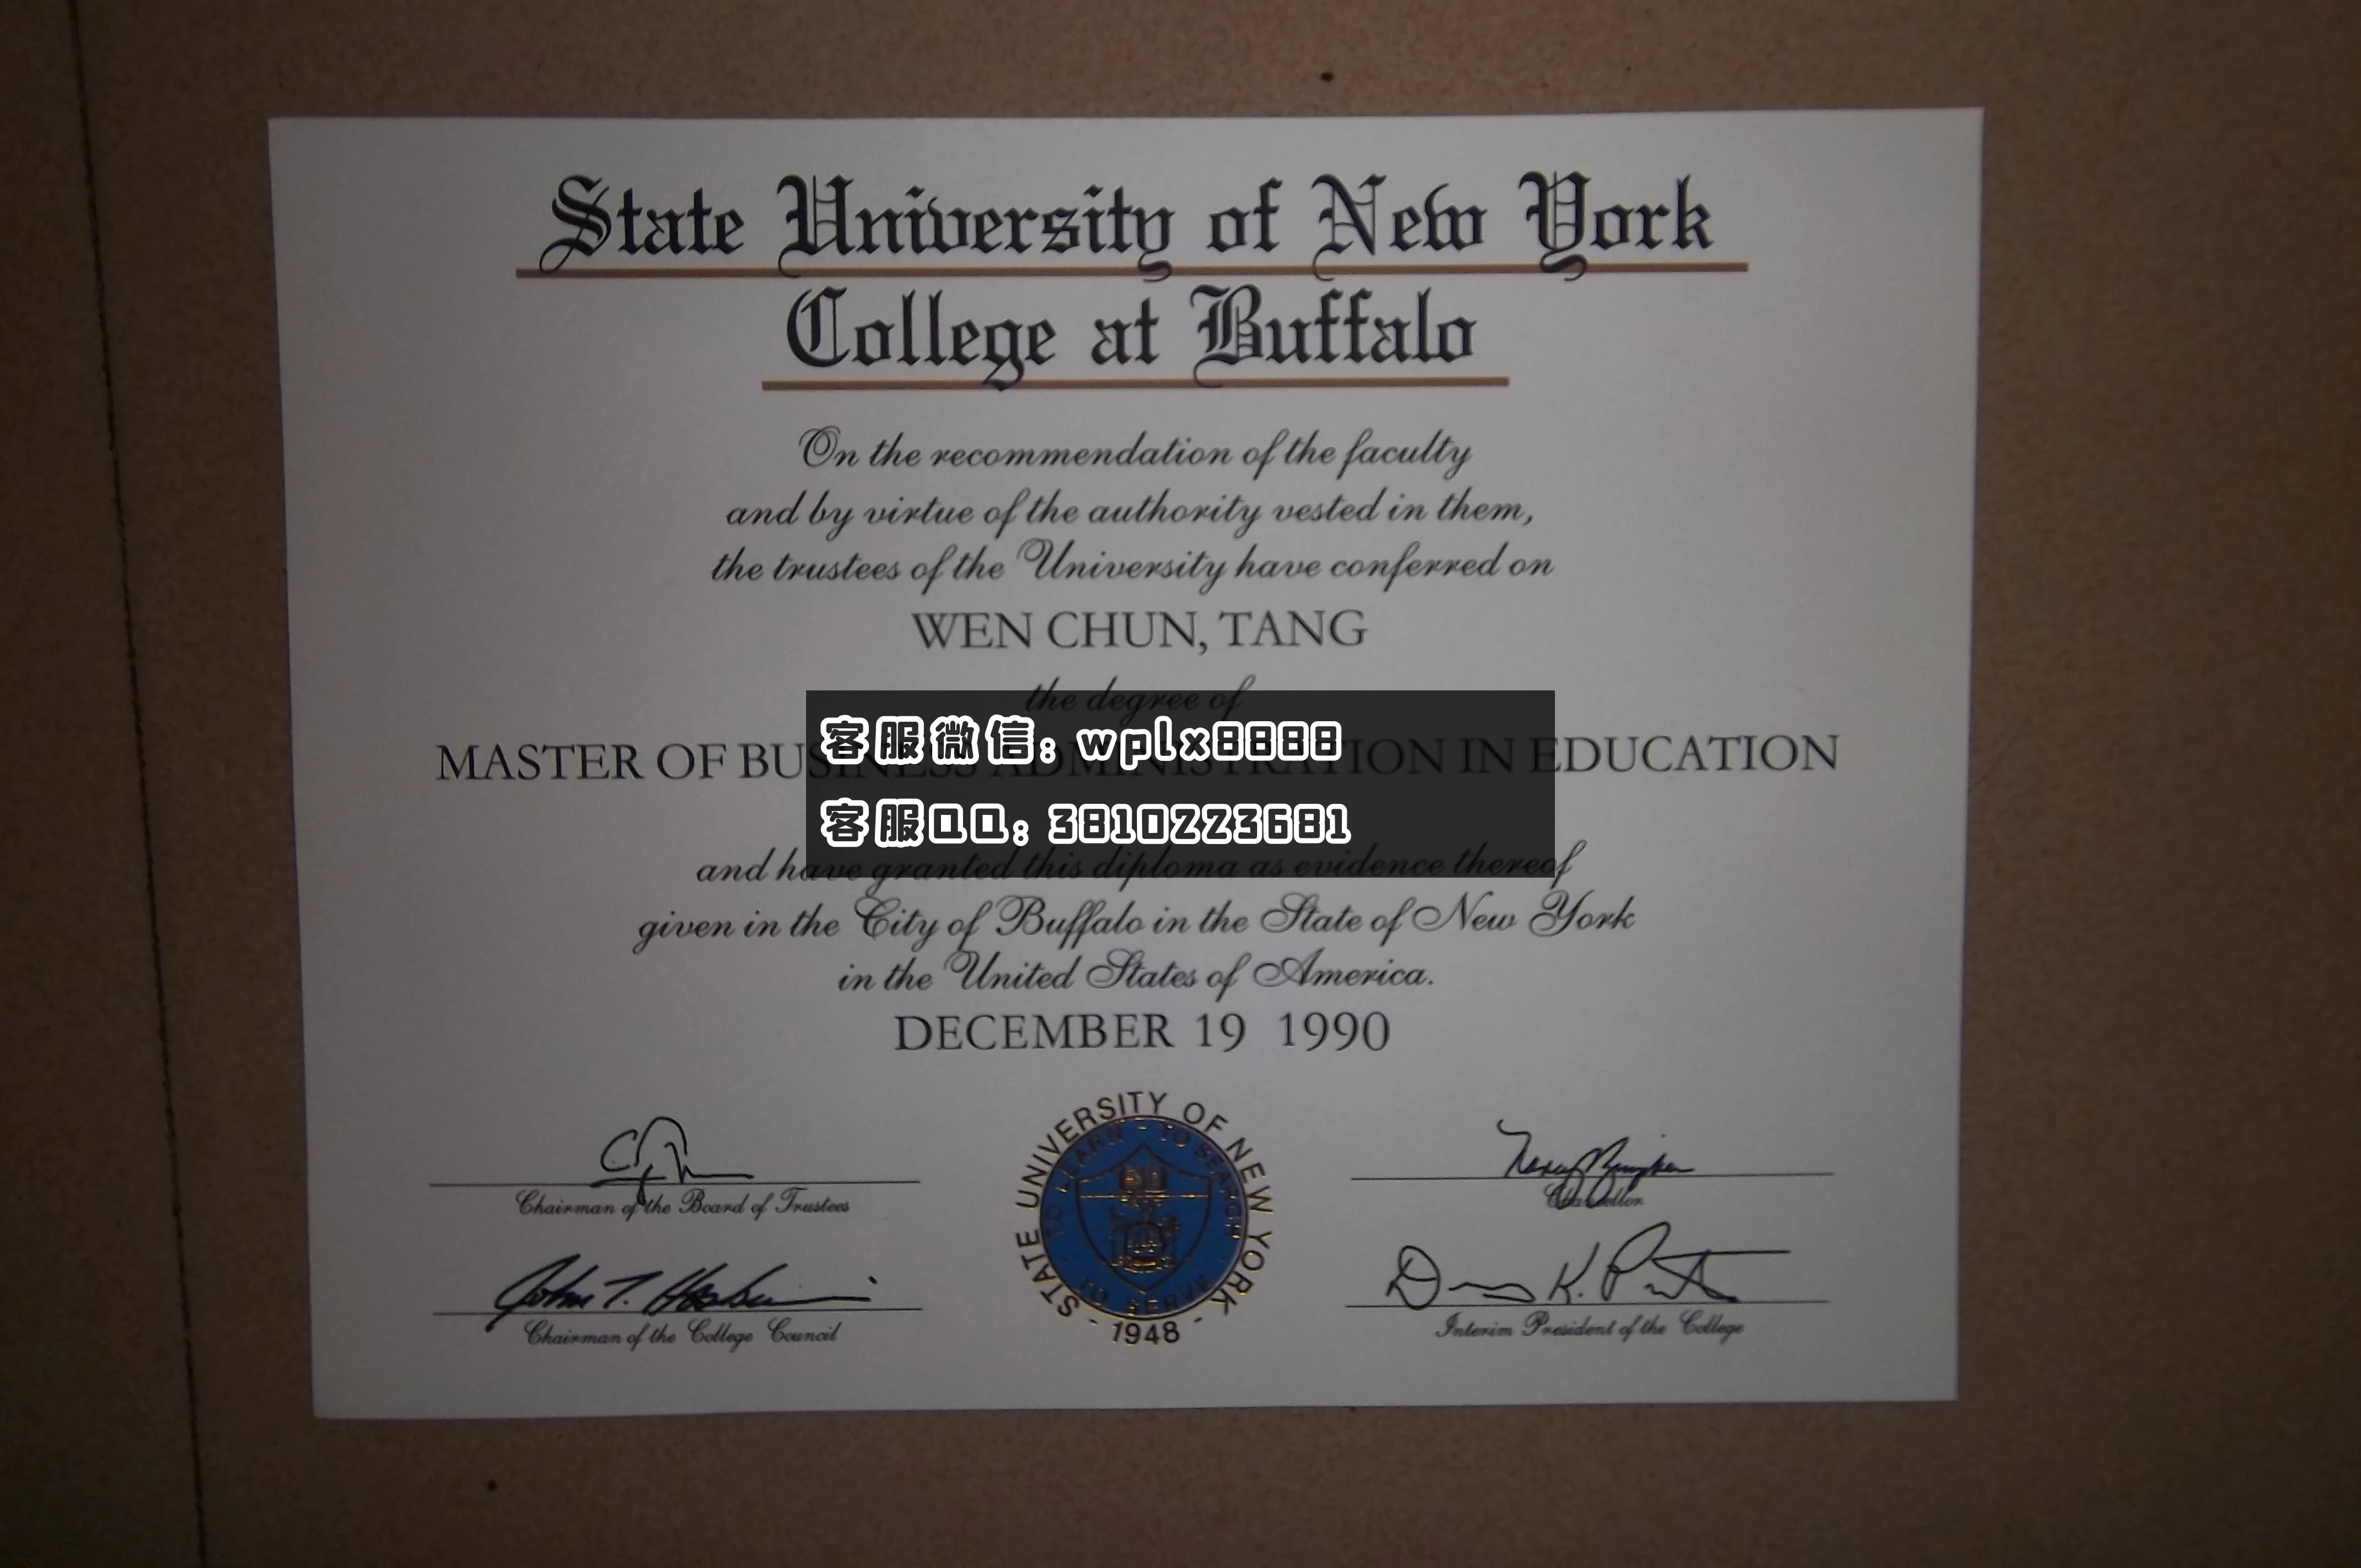 State University of New York
College at Buffalo
On the recommendation of the faculty
and by virtue of the authority vested in them,
the trustees of the University have conferred on
WEN CHUN, TANG
the degree of
客服微信: wplx8888
MASTER OF BUSINESS ADMINISTRATION IN EDUCATION
客服QQ: 3810223681
and have granted this diploma as evidence thereof
given in the City of Buffalo in the State of New York
in the United States of America.
DECEMBER 19 1990
STATE UNIVERSITY OF NEW YORK
TO LEARN - TO SEARCH
TO SERVE
- 1948 -
Chairman of the Board of Trustees
Chancellor
John T.
Chairman of the College Council
Interim President of the College